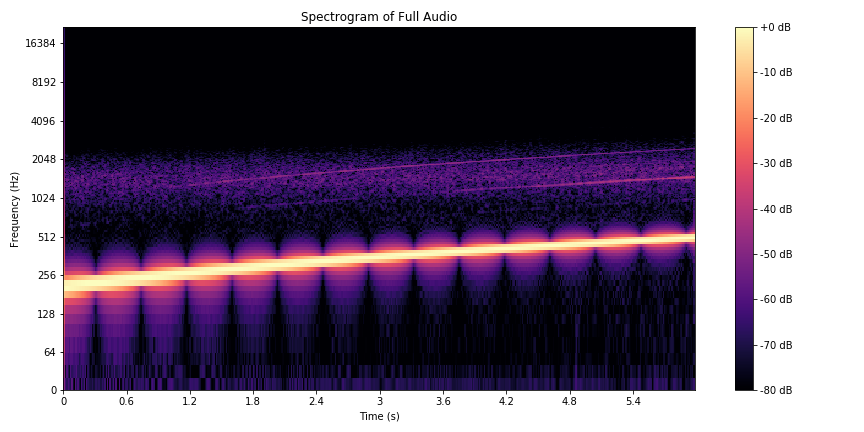 Spectrogram of Full Audio
Frequency (Hz)
16384
8192
4096
2048
1024
512
256
128
64
0
0 0.6 1.2 1.8 2.4 3 3.6 4.2 4.8 5.4
Time (s)
+0 dB
-10 dB
-20 dB
-30 dB
-40 dB
-50 dB
-60 dB
-70 dB
-80 dB